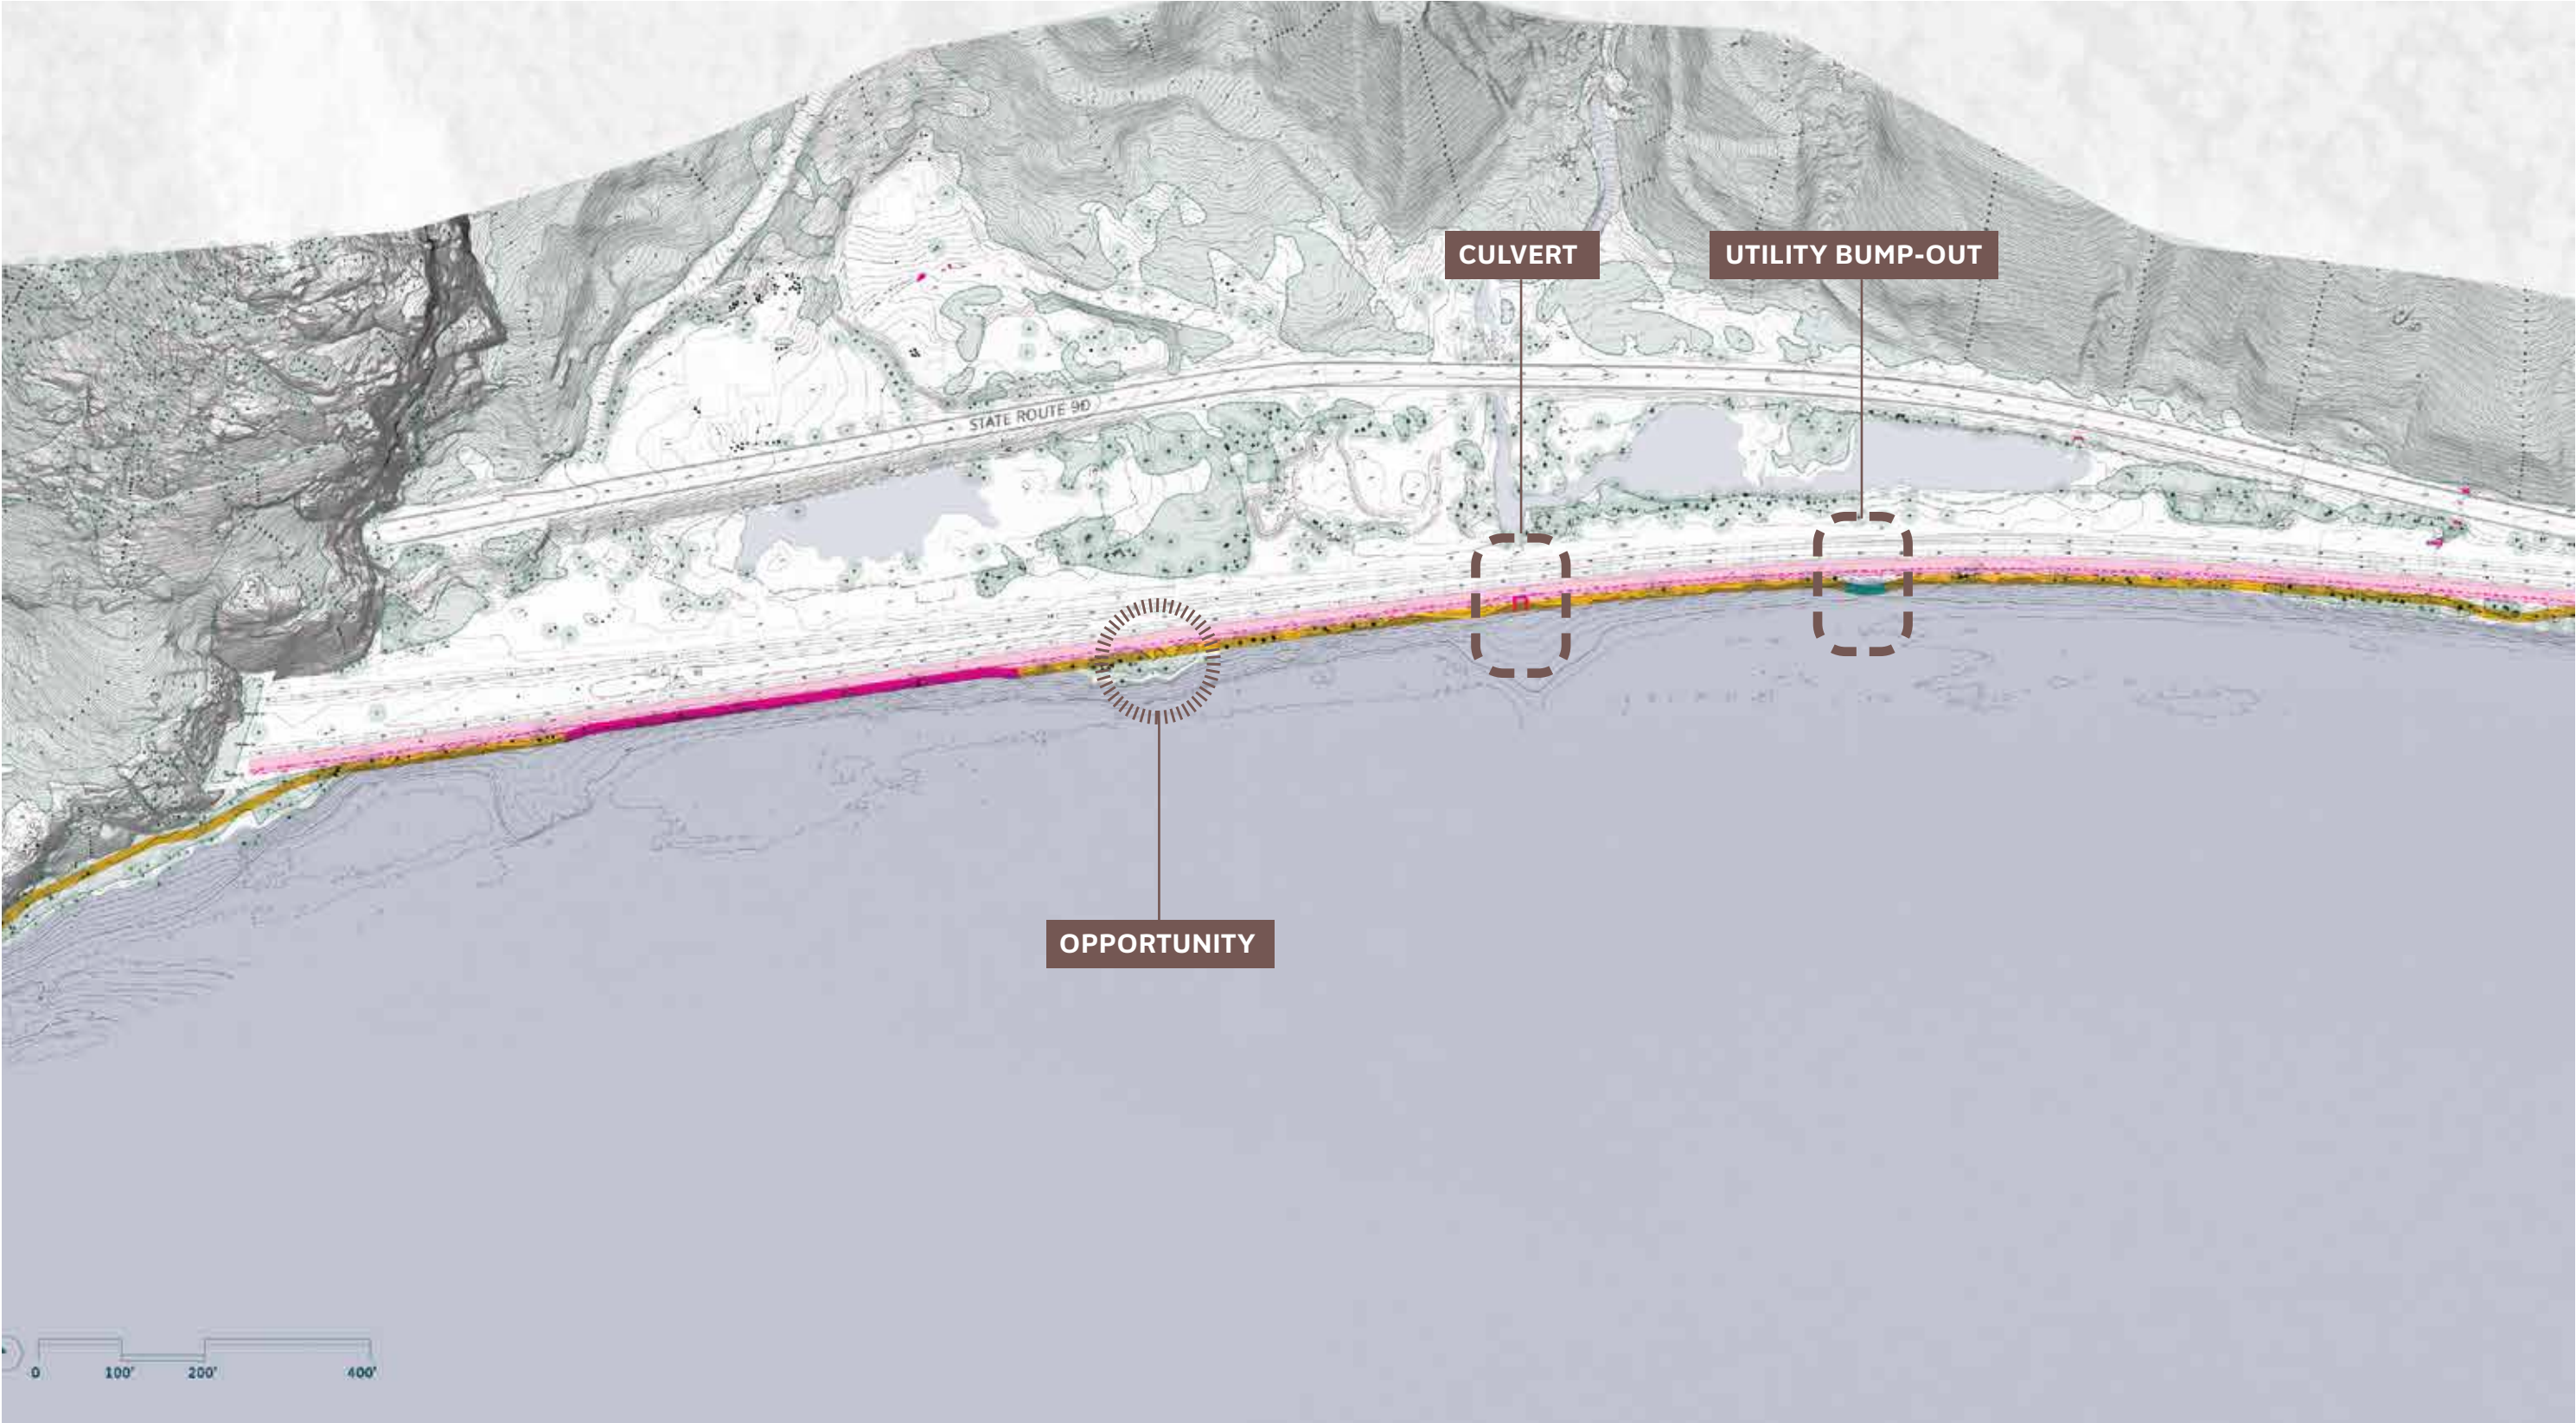 CULVERT
UTILITY BUMP-OUT
STATE ROUTE 9D
OPPORTUNITY
0 100' 200' 400'